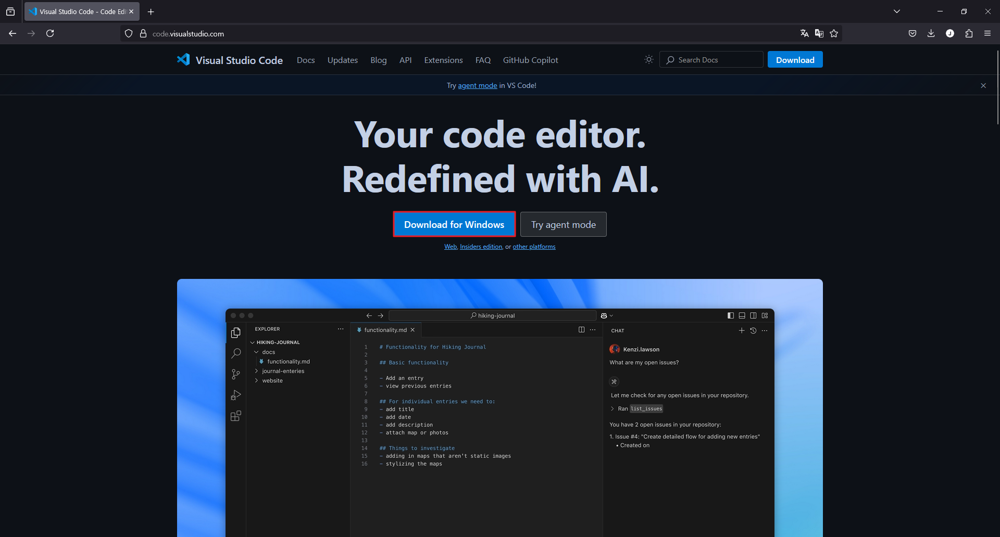 Visual Studio Code - Code Edi
code.visualstudio.com
Visual Studio Code Docs Updates Blog API Extensions FAQ GitHub Copilot Search Docs Download
Try agent mode in VS Code!
Your code editor.
Redefined with AI.
Download for Windows Try agent mode
Web, Insiders edition, or other platforms
hiking-journal
EXPLORER
HIKING-JOURNAL
docs
functionality.md
journal-enteries
website
functionality.md
1 # Functionality for Hiking Journal
2
3 ## Basic functionality
4
5 - Add an entry
6 - view previous entries
7
8 ## For individual entries we need to:
9 - add title
10 - add date
11 - add description
12 - attach map or photos
13
14 ## Things to investigate
15 - adding in maps that aren't static images
16 - stylizing the maps
CHAT
Kenzi.lawson
What are my open issues?
Let me check for any open issues in your repository.
Ran list_issues
You have 2 open issues in your repository:
1. Issue #4: "Create detailed flow for adding new entries"
• Created on